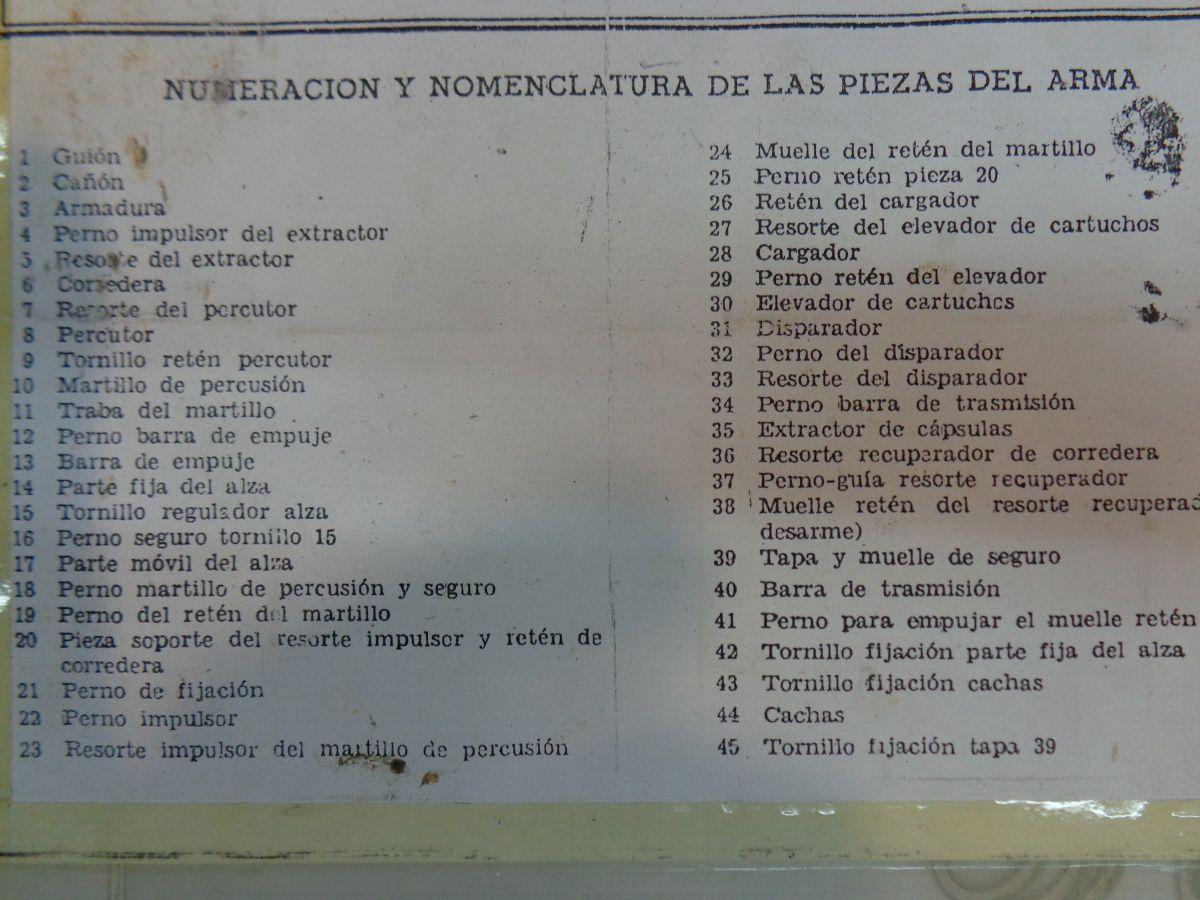 NUMERACION Y NOMENCLATURA DE LAS PIEZAS DEL ARMA
1 Guión
2 Cañón
3 Armadura
4 Perno impulsor del extractor
5 Resorte del extractor
6 Corredera
7 Resorte del percutor
8 Percutor
9 Tornillo retén percutor
10 Martillo de percusión
11 Traba del martillo
12 Perno barra de empuje
13 Barra de empuje
14 Parte fija del alza
15 Tornillo regulador alza
16 Perno seguro tornillo 15
17 Parte móvil del alza
18 Perno martillo de percusión y seguro
19 Perno del retén del martillo
20 Pieza soporte del resorte impulsor y retén de
corredera
21 Perno de fijación
22 Perno impulsor
23 Resorte impulsor del martillo de percusión
24 Muelle del retén del martillo
25 Perno retén pieza 20
26 Retén del cargador
27 Resorte del elevador de cartuchos
28 Cargador
29 Perno retén del elevador
30 Elevador de cartuchos
31 Disparador
32 Perno del disparador
33 Resorte del disparador
34 Perno barra de trasmisión
35 Extractor de cápsulas
36 Resorte recuperador de corredera
37 Perno-guía resorte recuperador
38 Muelle retén del resorte recuperad
desarme)
39 Tapa y muelle de seguro
40 Barra de trasmisión
41 Perno para empujar el muelle retén
42 Tornillo fijación parte fija del alza
43 Tornillo fijación cachas
44 Cachas
45 Tornillo fijación tapa 39